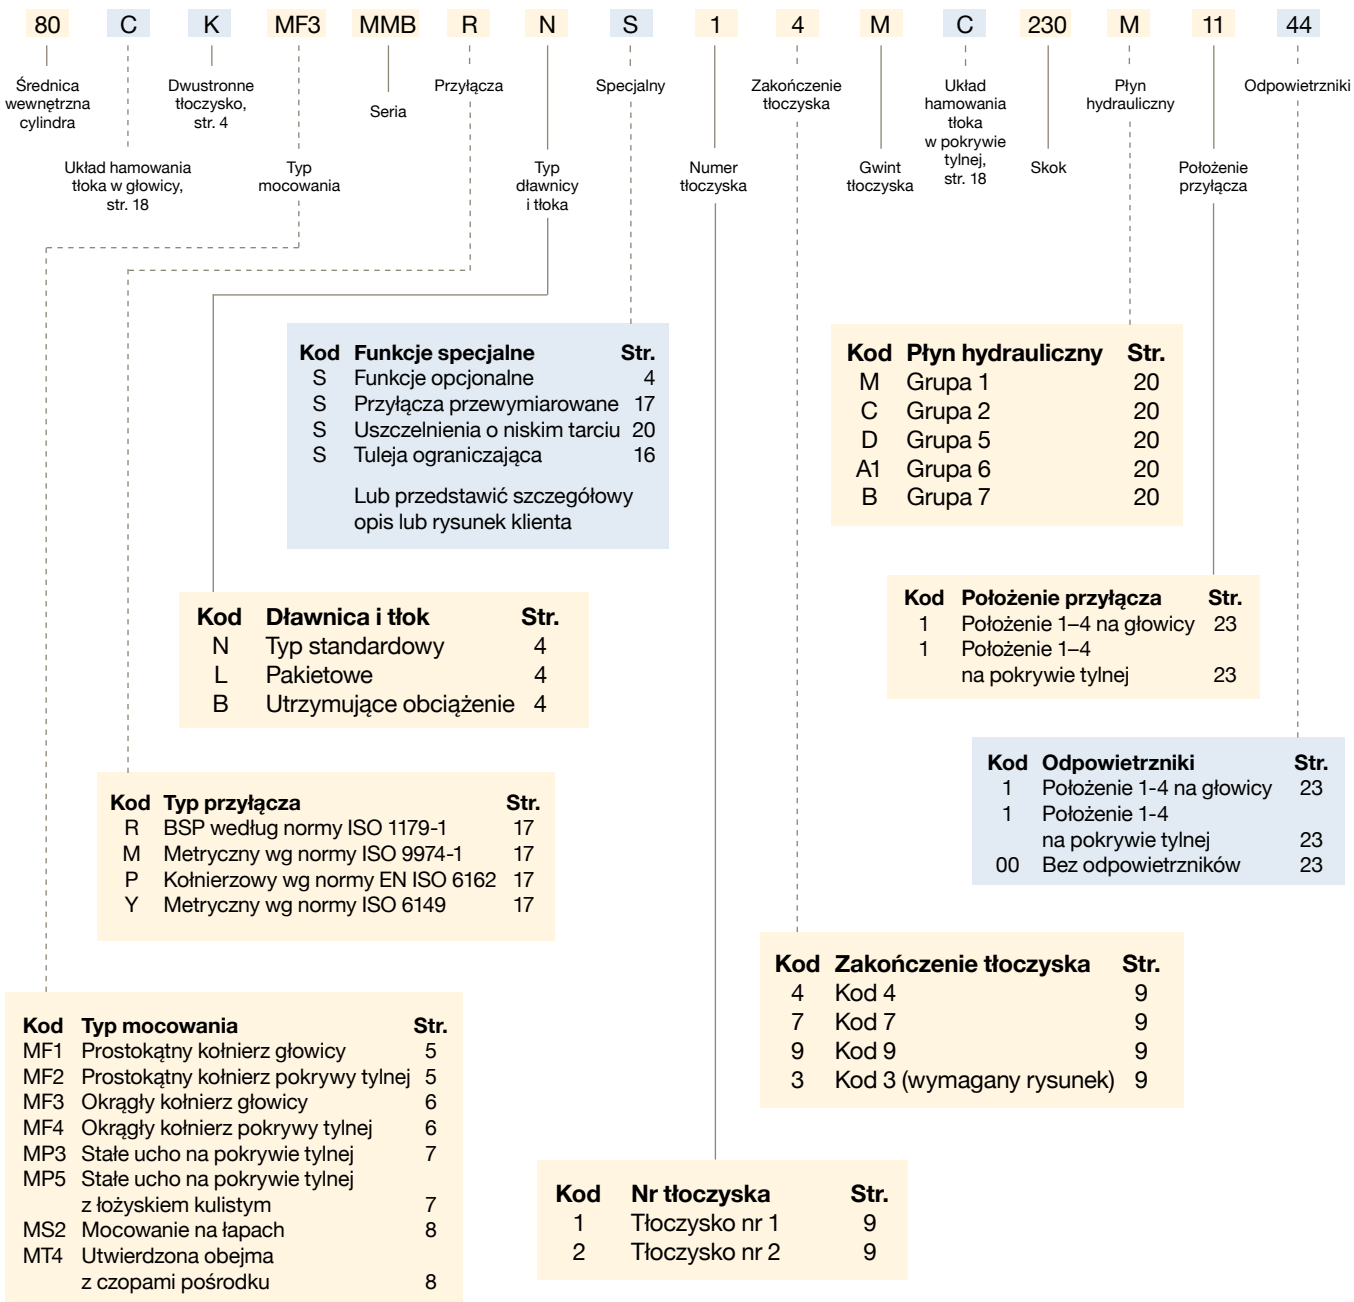 80 C K MF3 MMB R N S 1 4 M C 230 M 11 44
Średnica
wewnętrzna
cylindra
Układ hamowania
tłoka w głowicy,
str. 18
Dwustronne
tłoczysko,
str. 4
Typ
mocowania
Seria
Przyłącza
Typ
dławnicy
i tłoka
Specjalny
Numer
tłoczyska
Zakończenie
tłoczyska
Gwint
tłoczyska
Układ
hamowania
tłoka
w pokrywie
tylnej,
str. 18
Skok
Płyn
hydrauliczny
Położenie
przyłącza
Odpowietrzniki
Kod Funkcje specjalne Str.
S Funkcje opcjonalne 4
S Przyłącza przewymiarowane 17
S Uszczelnienia o niskim tarciu 20
S Tuleja ograniczająca 16
Lub przedstawić szczegółowy
opis lub rysunek klienta
Kod Płyn hydrauliczny Str.
M Grupa 1 20
C Grupa 2 20
D Grupa 5 20
A1 Grupa 6 20
B Grupa 7 20
Kod Dławnica i tłok Str.
N Typ standardowy 4
L Pakietowe 4
B Utrzymujące obciążenie 4
Kod Położenie przyłącza Str.
1 Położenie 1–4 na głowicy 23
1 Położenie 1–4
na pokrywie tylnej 23
Kod Odpowietrzniki Str.
1 Położenie 1-4 na głowicy 23
1 Położenie 1-4
na pokrywie tylnej 23
00 Bez odpowietrzników 23
Kod Typ przyłącza Str.
R BSP według normy ISO 1179-1 17
M Metryczny wg normy ISO 9974-1 17
P Kołnierzowy wg normy EN ISO 6162 17
Y Metryczny wg normy ISO 6149 17
Kod Zakończenie tłoczyska Str.
4 Kod 4 9
7 Kod 7 9
9 Kod 9 9
3 Kod 3 (wymagany rysunek) 9
Kod Typ mocowania Str.
MF1 Prostokątny kołnierz głowicy 5
MF2 Prostokątny kołnierz pokrywy tylnej 5
MF3 Okrągły kołnierz głowicy 6
MF4 Okrągły kołnierz pokrywy tylnej 6
MP3 Stałe ucho na pokrywie tylnej 7
MP5 Stałe ucho na pokrywie tylnej
z łożyskiem kulistym 7
MS2 Mocowanie na łapach 8
MT4 Utwierdzona obejma
z czopami pośrodku 8
Kod Nr tłoczyska Str.
1 Tłoczysko nr 1 9
2 Tłoczysko nr 2 9